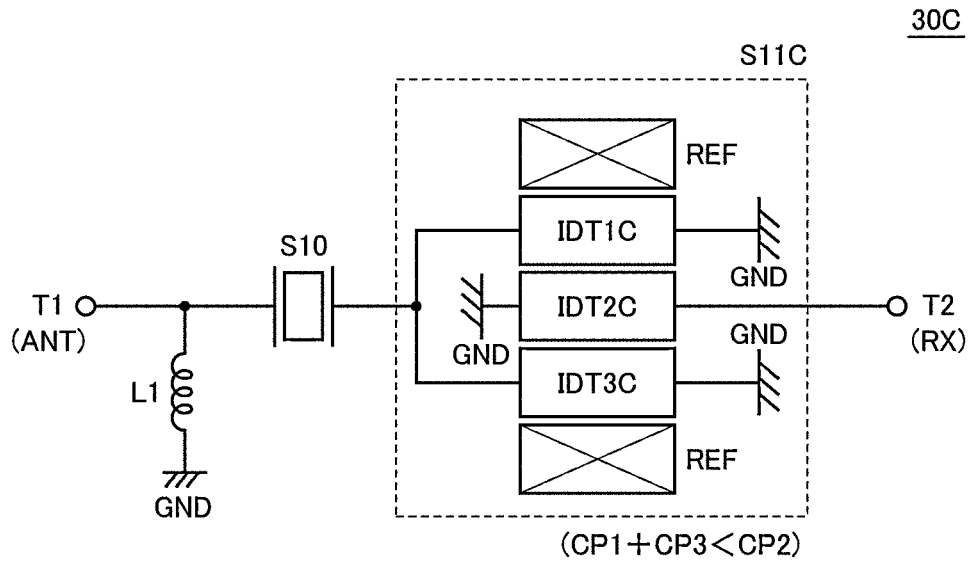 30C
S11C
REF
IDT1C
GND
S10
T1
(ANT)
IDT2C
GND
T2
(RX)
GND
L1
IDT3C
REF
GND
(CP1+CP3<CP2)